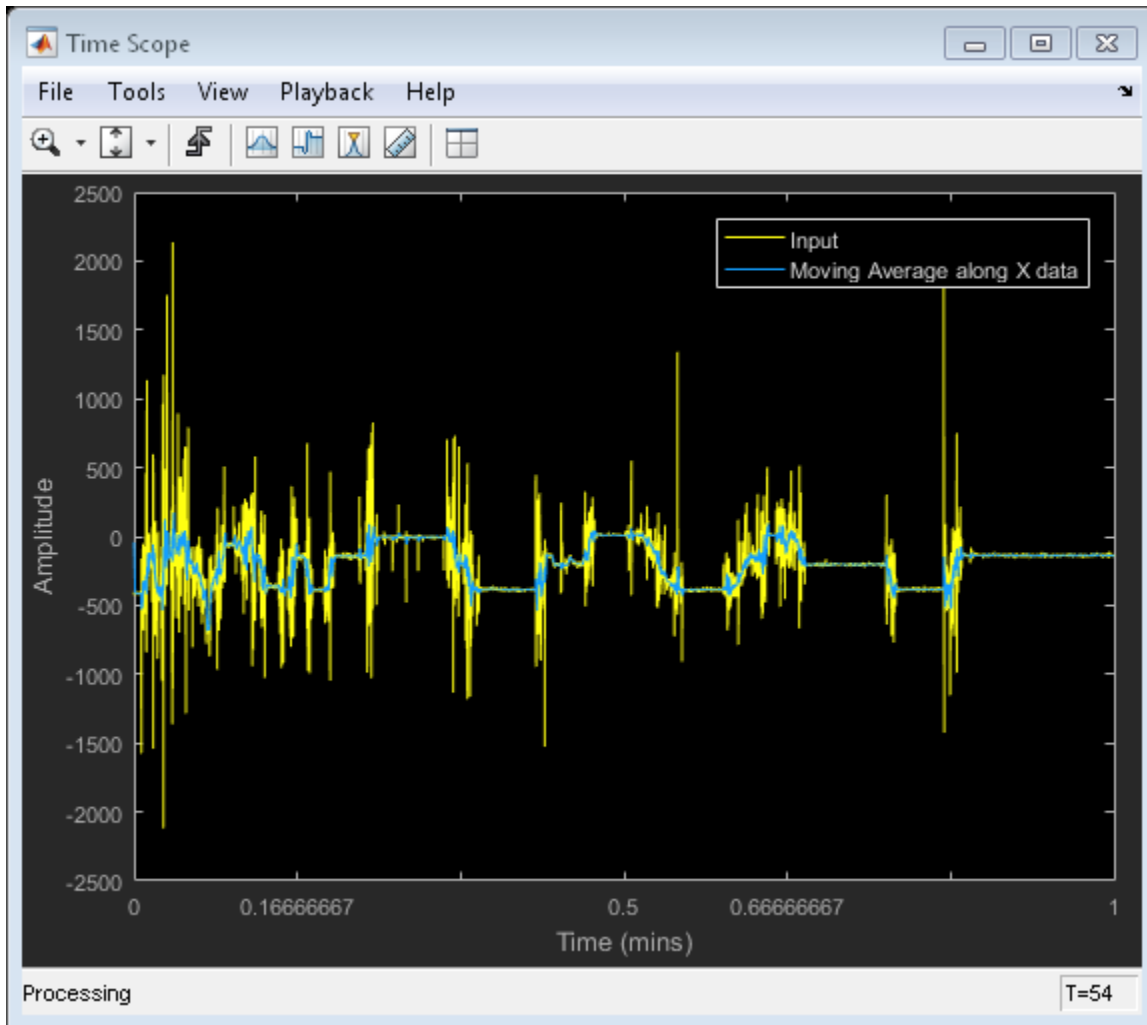 Time Scope
File Tools View Playback Help
2500
2000
1500
1000
500
0
-500
-1000
-1500
-2000
-2500
Amplitude
Input
Moving Average along X data
0 0.16666667 0.5 0.66666667 1
Time (mins)
Processing T=54